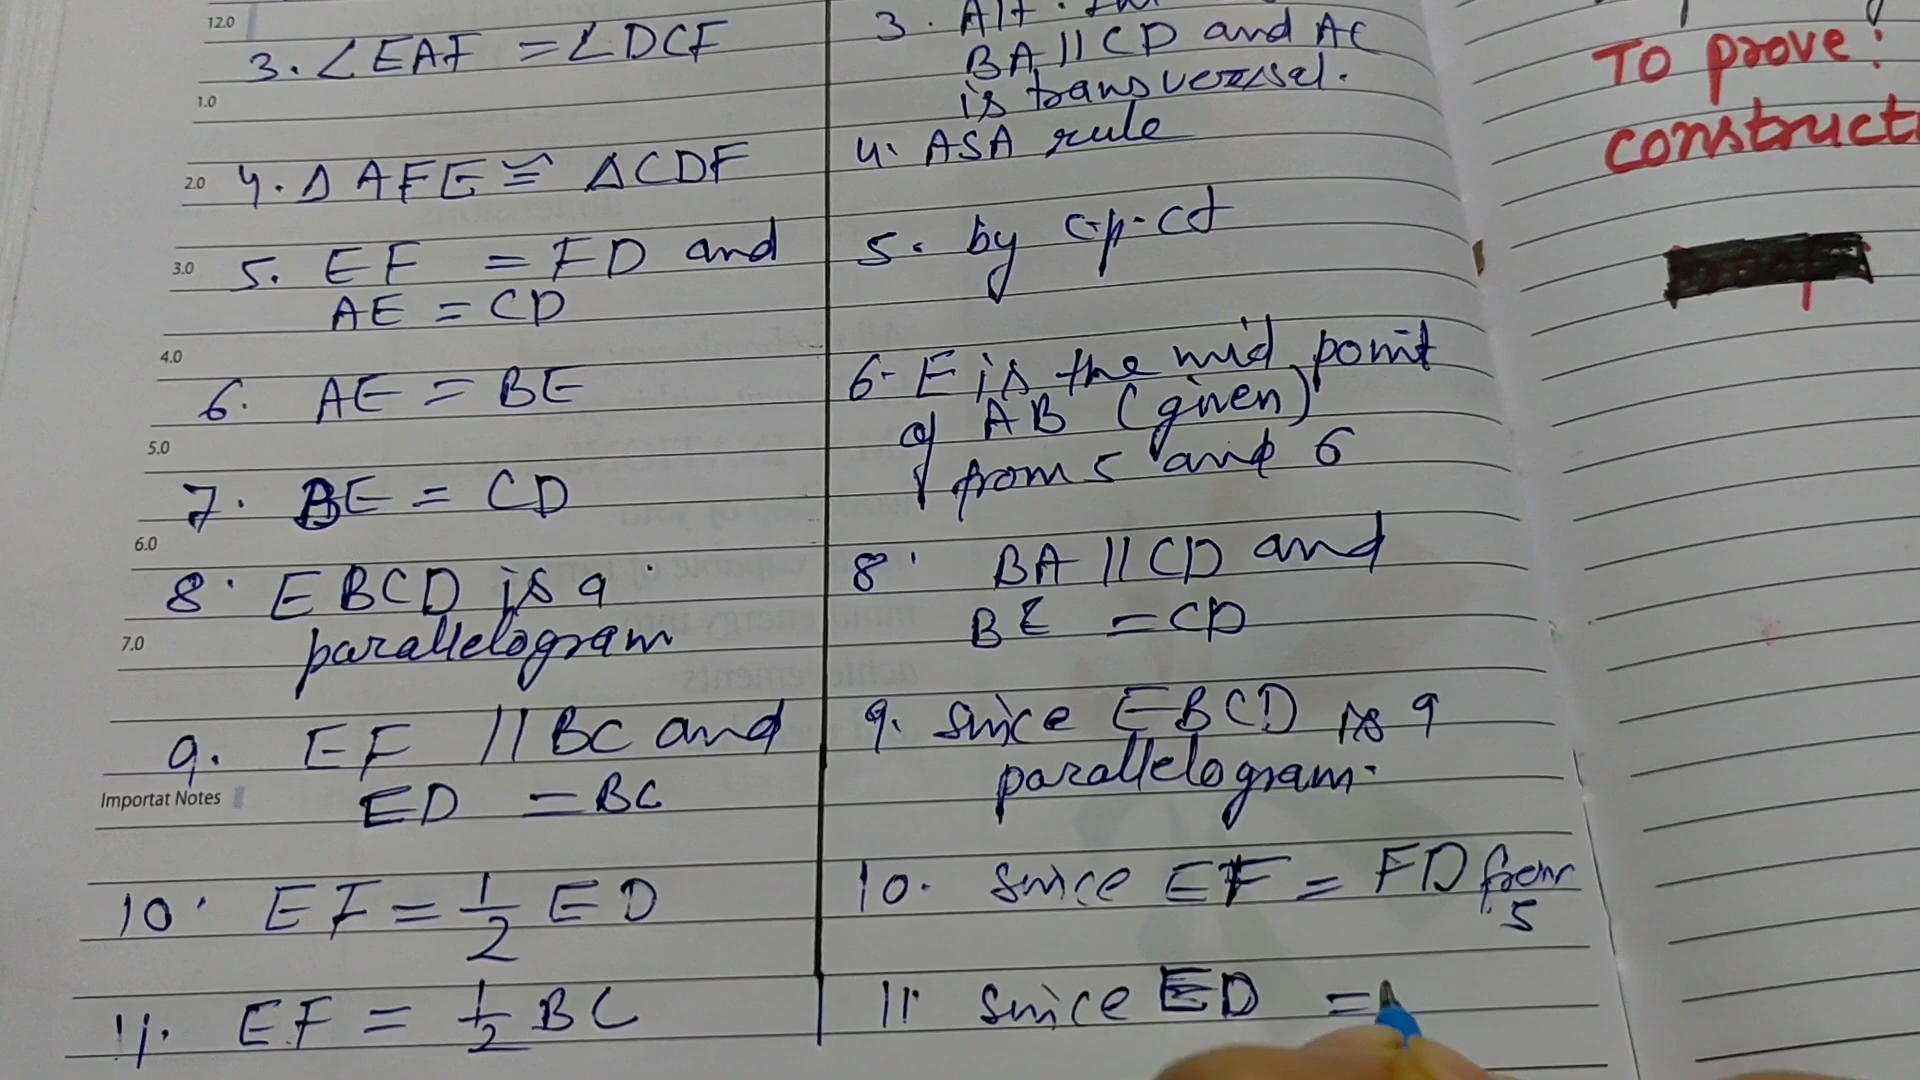 12.0
3. ∠EAF = ∠DCF
3. Alt.
BA || CD and AC
is transversal.
1.0
2.0
4. Δ AFE ≅ ΔCDF
4. ASA rule
3.0
5. EF = FD and
AE = CD
5. by c.p.ct
4.0
6. AE = BE
6. E is the mid point
of AB (given)
5.0
7. BE = CD
from 5 and 6
6.0
8. EBCD is a
parallelogram
8. BA || CD and
BE = CD
7.0
9. EF || BC and
ED = BC
9. since EBCD is a
parallelogram.
Importat Notes
10. EF = 1/2 ED
10. since EF = FD from
5
11. EF = 1/2 BC
11 since ED =
To prove:
construct